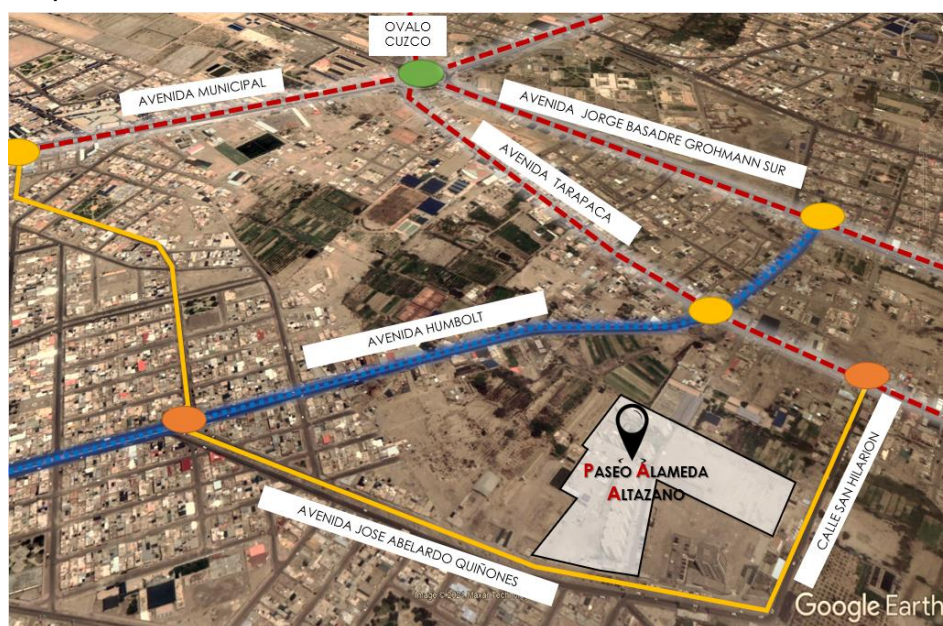 OVALO
CUZCO
AVENIDA MUNICIPAL
AVENIDA JORGE BASADRE GROHMANN SUR
AVENIDA TARAPACA
AVENIDA HUMBOLT
PASEO ALAMEDA
ALTAZANO
CALLE SAN HILARION
AVENIDA JOSE ABELARDO QUIÑONES
Google Earth